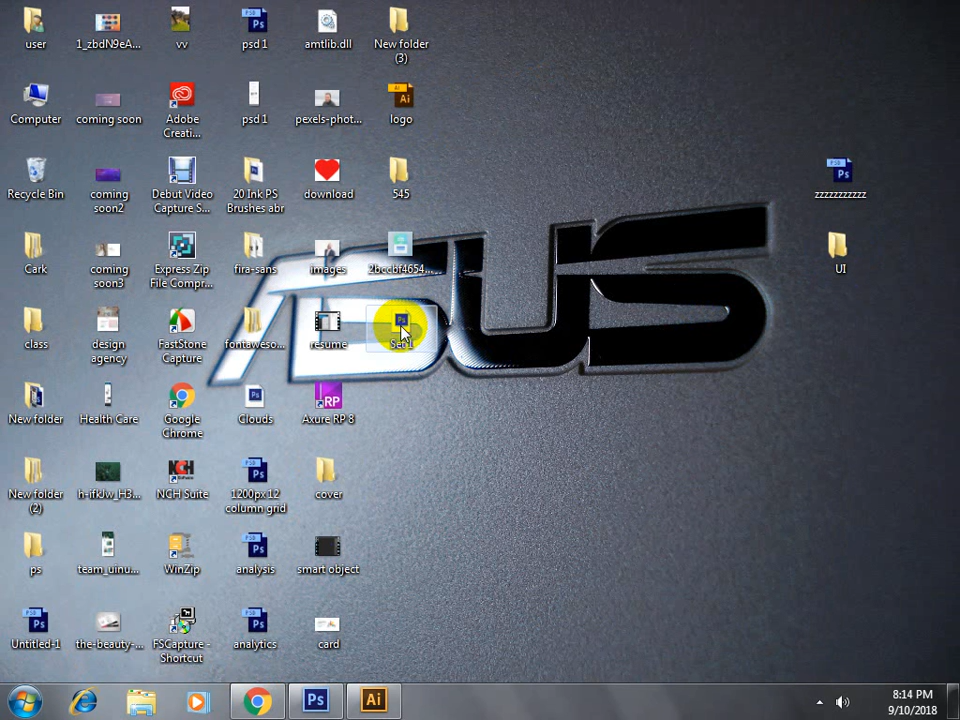 user
1_zbdN9eA...
vv
psd 1
amtlib.dll
New folder
(3)
Computer
coming soon
Adobe
Creati...
psd 1
pexels-phot...
logo
Recycle Bin
coming
soon2
Debut Video
Capture S...
20 Ink PS
Brushes abr
download
545
zzzzzzzzzzz
Cark
coming
soon3
Express Zip
File Compr...
fira-sans
images
2bccbf4654...
UI
class
design
agency
FastStone
Capture
fontaweso...
resume
Set 1
New folder
Health Care
Google
Chrome
Clouds
Axure RP 8
New folder
(2)
h-ifkJw_H3...
NCH Suite
1200px12
column grid
cover
ps
team_uinu...
WinZip
analysis
smart object
Untitled-1
the-beauty-...
FSCapture -
Shortcut
analytics
card
ASUS
8:14 PM
9/10/2018